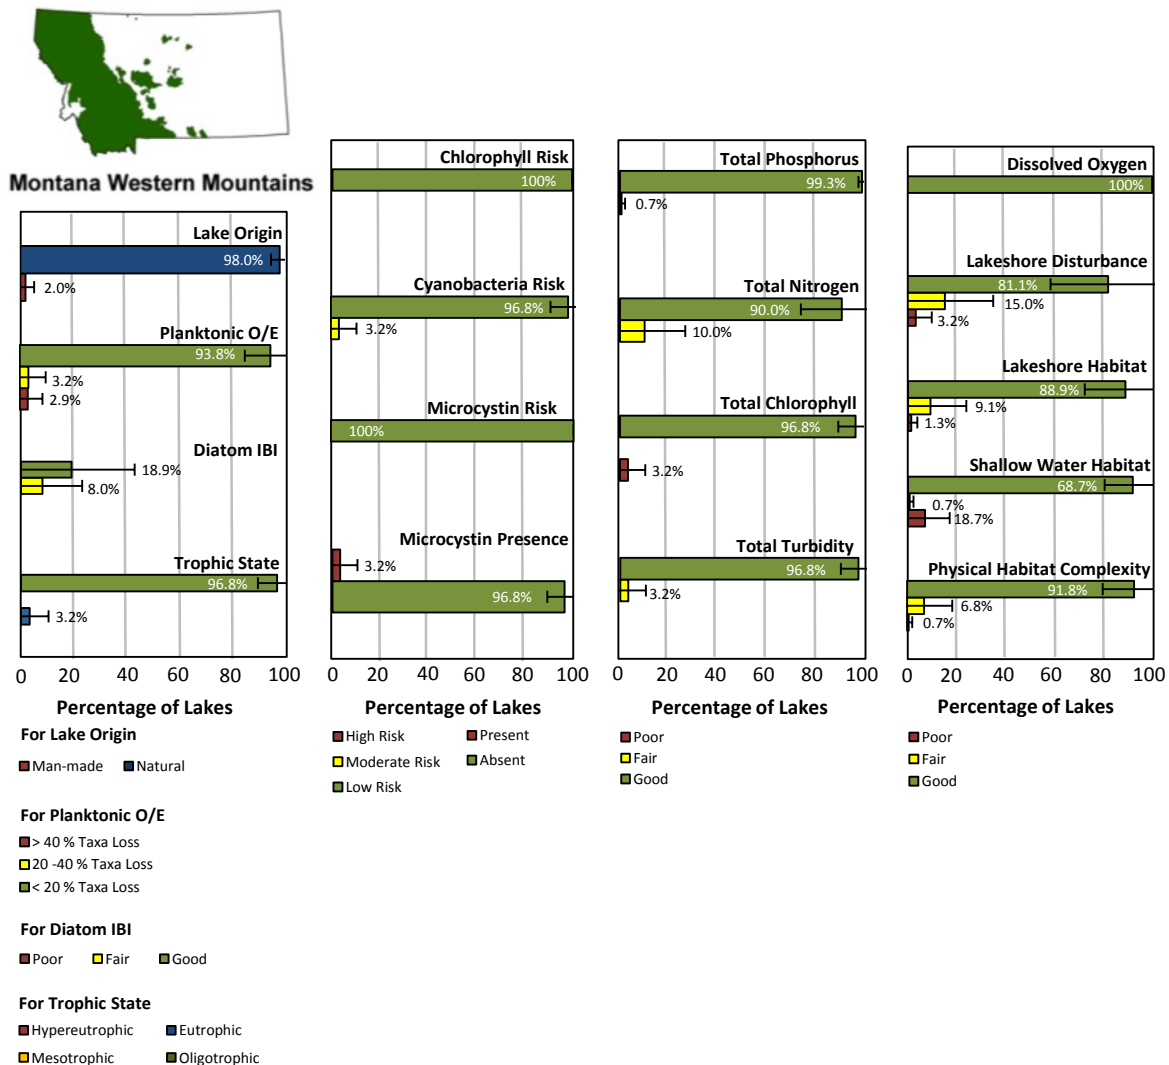 Montana Western Mountains
Lake Origin
98.0%
2.0%
Planktonic O/E
93.8%
3.2%
2.9%
Diatom IBI
18.9%
8.0%
Trophic State
96.8%
3.2%
0 20 40 60 80 100
Percentage of Lakes
For Lake Origin
Man-made Natural
For Planktonic O/E
> 40 % Taxa Loss
20 -40 % Taxa Loss
< 20 % Taxa Loss
For Diatom IBI
Poor Fair Good
For Trophic State
Hypereutrophic Eutrophic
Mesotrophic Oligotrophic
Chlorophyll Risk
100%
Cyanobacteria Risk
96.8%
3.2%
Microcystin Risk
100%
Microcystin Presence
3.2%
96.8%
0 20 40 60 80 100
Percentage of Lakes
High Risk Present
Moderate Risk Absent
Low Risk
Total Phosphorus
99.3%
0.7%
Total Nitrogen
90.0%
10.0%
Total Chlorophyll
96.8%
3.2%
Total Turbidity
96.8%
3.2%
0 20 40 60 80 100
Percentage of Lakes
Poor
Fair
Good
Dissolved Oxygen
100%
Lakeshore Disturbance
81.1%
15.0%
3.2%
Lakeshore Habitat
88.9%
9.1%
1.3%
Shallow Water Habitat
68.7%
0.7%
18.7%
Physical Habitat Complexity
91.8%
6.8%
0.7%
0 20 40 60 80 100
Percentage of Lakes
Poor
Fair
Good